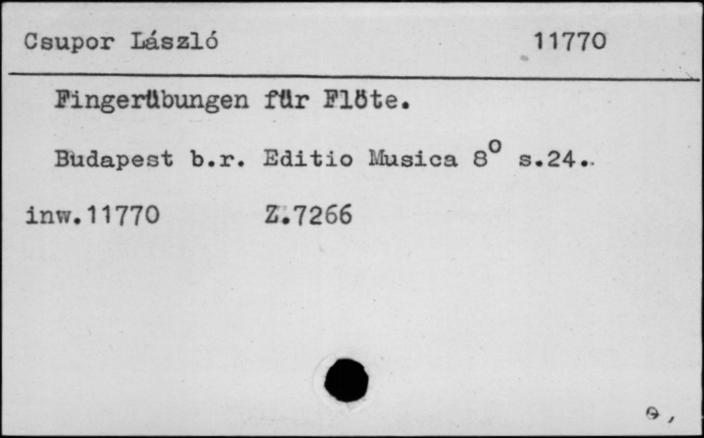 Csupor László 11770
Fingerübungen für Flöte.
Budapest b.r. Editio Musica 8° s.24.
inw.11770 Z.7266